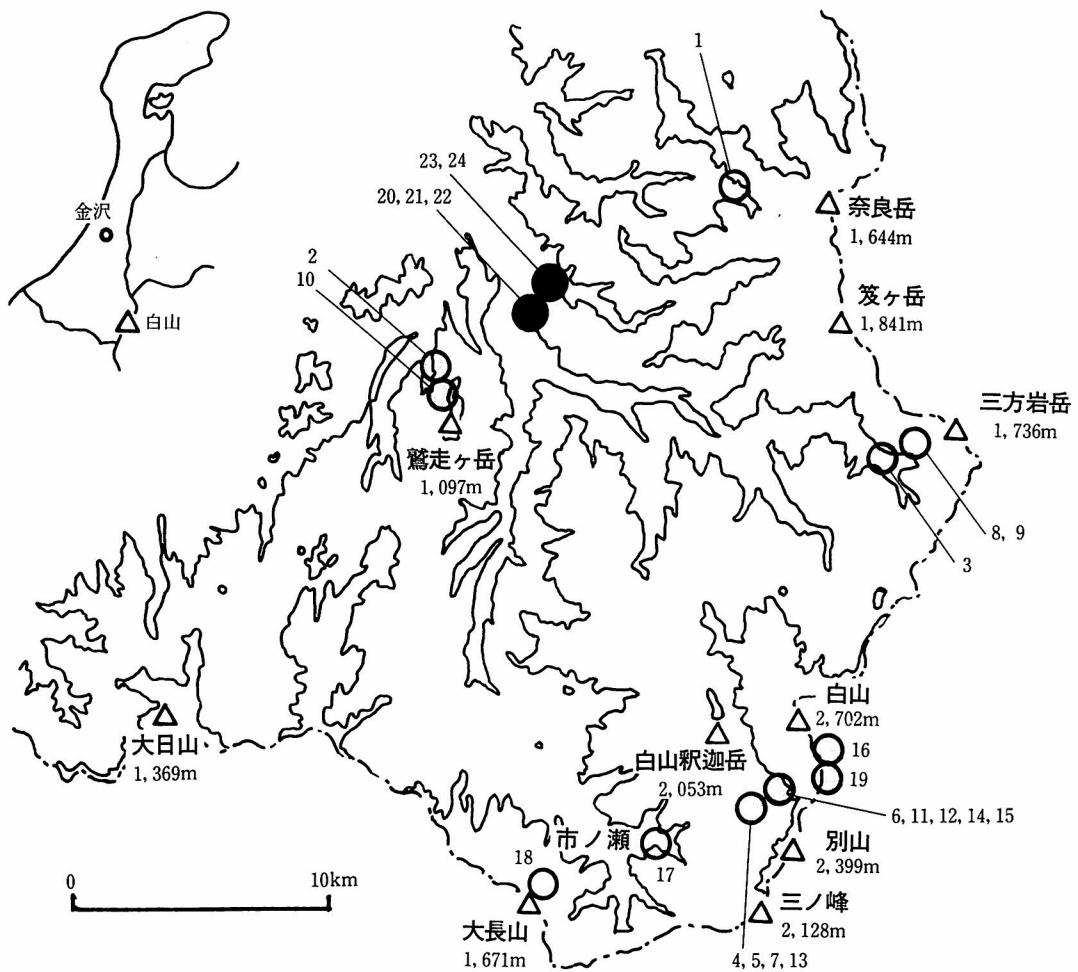 1
23, 24
20, 21, 22
奈良岳
1,644m
金沢
2
10
笈ヶ岳
1,841m
白山
三方岩岳
1,736m
鷲走ヶ岳
1,097m
8, 9
3
白山
2,702m
大日山
1,369m
白山釈迦岳
2,053m
16
19
6, 11, 12, 14, 15
市ノ瀬
別山
2,399m
18
17
0
10km
三ノ峰
2,128m
大長山
1,671m
4, 5, 7, 13